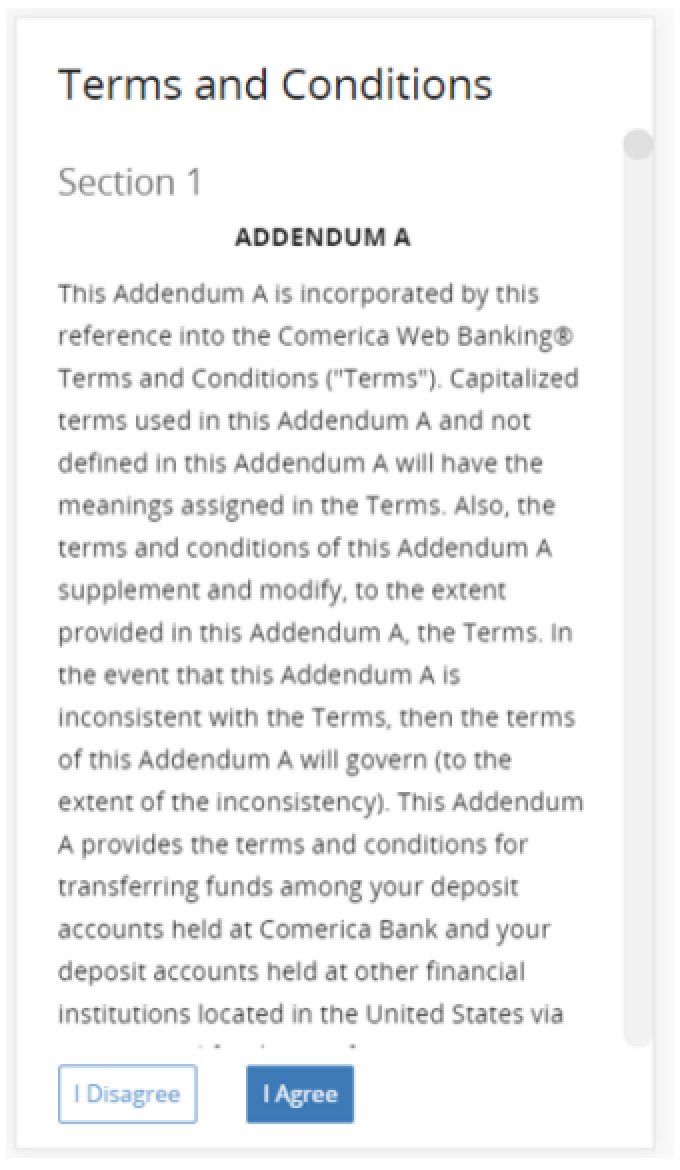 Terms and Conditions
Section 1
ADDENDUM A
This Addendum A is incorporated by this
reference into the Comerica Web Banking®
Terms and Conditions ("Terms"). Capitalized
terms used in this Addendum A and not
defined in this Addendum A will have the
meanings assigned in the Terms. Also, the
terms and conditions of this Addendum A
supplement and modify, to the extent
provided in this Addendum A, the Terms. In
the event that this Addendum A is
inconsistent with the Terms, then the terms
of this Addendum A will govern (to the
extent of the inconsistency). This Addendum
A provides the terms and conditions for
transferring funds among your deposit
accounts held at Comerica Bank and your
deposit accounts held at other financial
institutions located in the United States via
I Disagree
I Agree